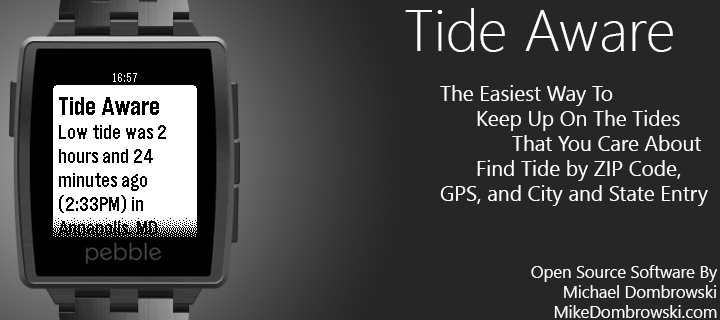 16:57
Tide Aware
Low tide was 2
hours and 24
minutes ago
(2:33PM) in
Annapolis, MD
pebble
Tide Aware
The Easiest Way To
Keep Up On The Tides
That You Care About
Find Tide by ZIP Code,
GPS, and City and State Entry
Open Source Software By
Michael Dombrowski
MikeDombrowski.com